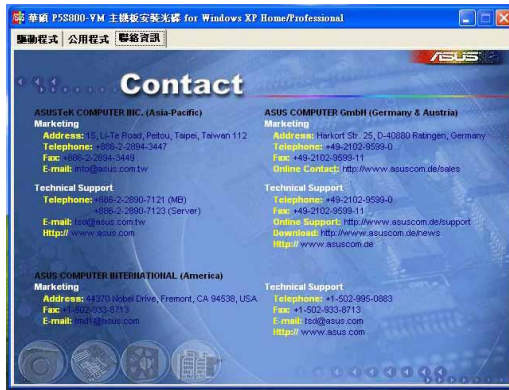 華碩 P5S800-VM 主機板安裝光碟 for Windows XP Home/Professional
驅動程式 公用程式 聯絡資訊
ASUS
Contact
ASUSTeK COMPUTER INC. (Asia-Pacific)
Marketing
Address: 15, Li-Te Road, Peitou, Taipei, Taiwan 112
Telephone: +886-2-2894-3447
Fax: +886-2-2894-3449
E-mail: info@asus.com.tw
Technical Support
Telephone: +886-2-2890-7121 (MB)
+886-2-2890-7123 (Server)
E-mail: tsd@asus.com.tw
Http:// www.asus.com
ASUS COMPUTER INTERNATIONAL (America)
Marketing
Address: 44370 Nobel Drive, Fremont, CA 94538, USA
Fax: +1-502-933-8713
E-mail: tmd1@asus.com
ASUS COMPUTER GmbH (Germany & Austria)
Marketing
Address: Harkort Str. 25, D-40880 Ratingen, Germany
Telephone: +49-2102-9599-0
Fax: +49-2102-9599-11
Online Contact: http://www.asuscom.de/sales
Technical Support
Telephone: +49-2102-9599-0
Fax: +49-2102-9599-11
Online Support: http://www.asuscom.de/support
Download: http://www.asuscom.de/news
Http:// www.asuscom.de
Technical Support
Telephone: +1-502-995-0883
Fax: +1-502-933-8713
E-mail: tsd@asus.com
Http:// www.asus.com